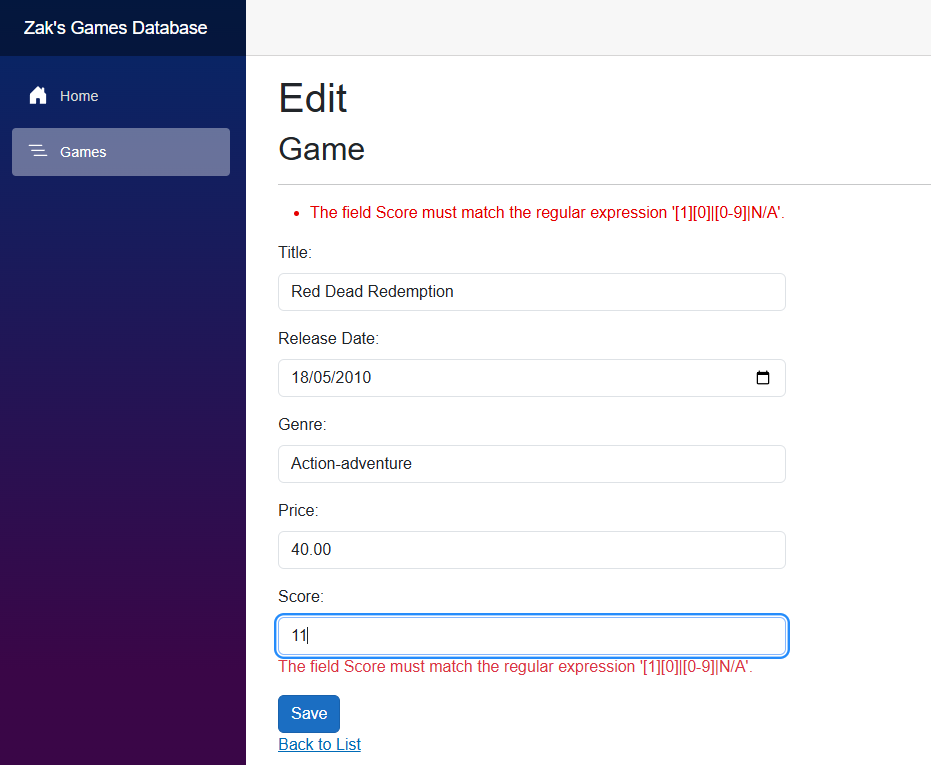 Zak's Games Database
Home
Games
Edit
Game
The field Score must match the regular expression '[1][0]|[0-9]|N/A'.
Title:
Red Dead Redemption
Release Date:
18/05/2010
Genre:
Action-adventure
Price:
40.00
Score:
11
The field Score must match the regular expression '[1][0]|[0-9]|N/A'.
Save
Back to List